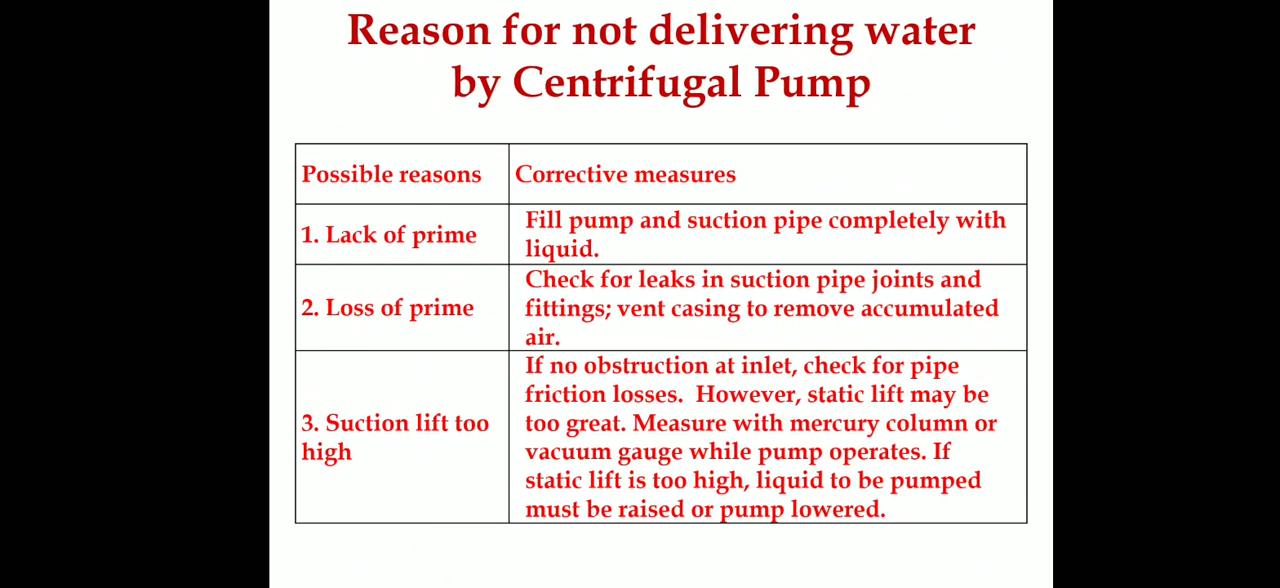 Reason for not delivering water
by Centrifugal Pump
Possible reasons
Corrective measures
1. Lack of prime
Fill pump and suction pipe completely with
liquid.
2. Loss of prime
Check for leaks in suction pipe joints and
fittings; vent casing to remove accumulated
air.
3. Suction lift too
high
If no obstruction at inlet, check for pipe
friction losses.  However, static lift may be
too great. Measure with mercury column or
vacuum gauge while pump operates. If
static lift is too high, liquid to be pumped
must be raised or pump lowered.